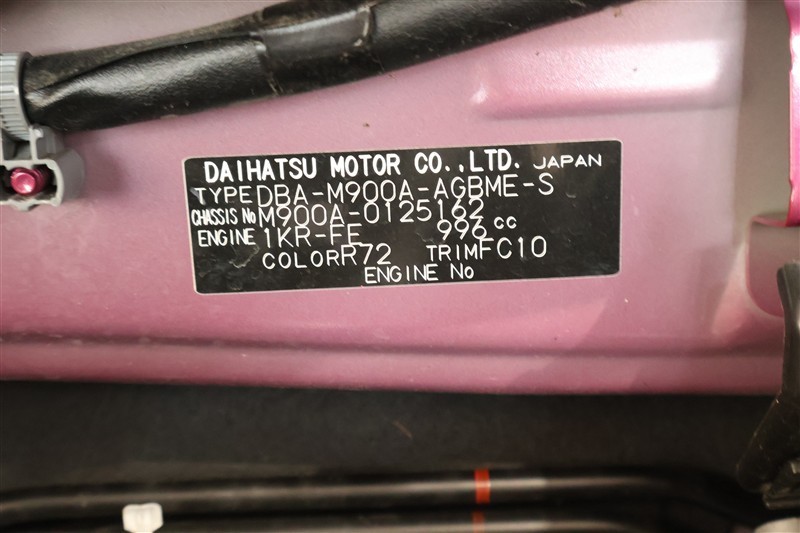 DAIHATSU MOTOR CO.,LTD. JAPAN
TYPE DBA-M900A-AGBME-S
CHASSIS No M900A-0125162
ENGINE 1KR-FE 996 cc
COLOR R72 TRIM FC10
ENGINE No